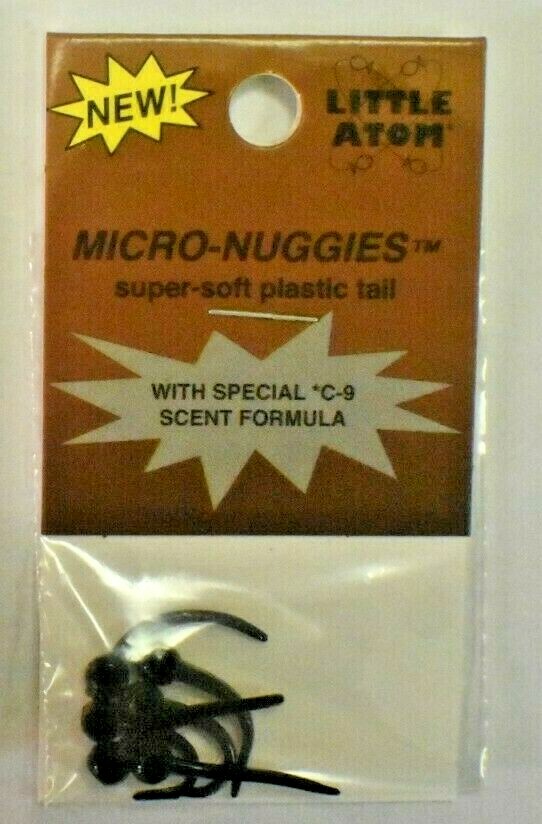 NEW!
LITTLE
ATOM®
MICRO-NUGGIES™
super-soft plastic tail
WITH SPECIAL *C-9
SCENT FORMULA